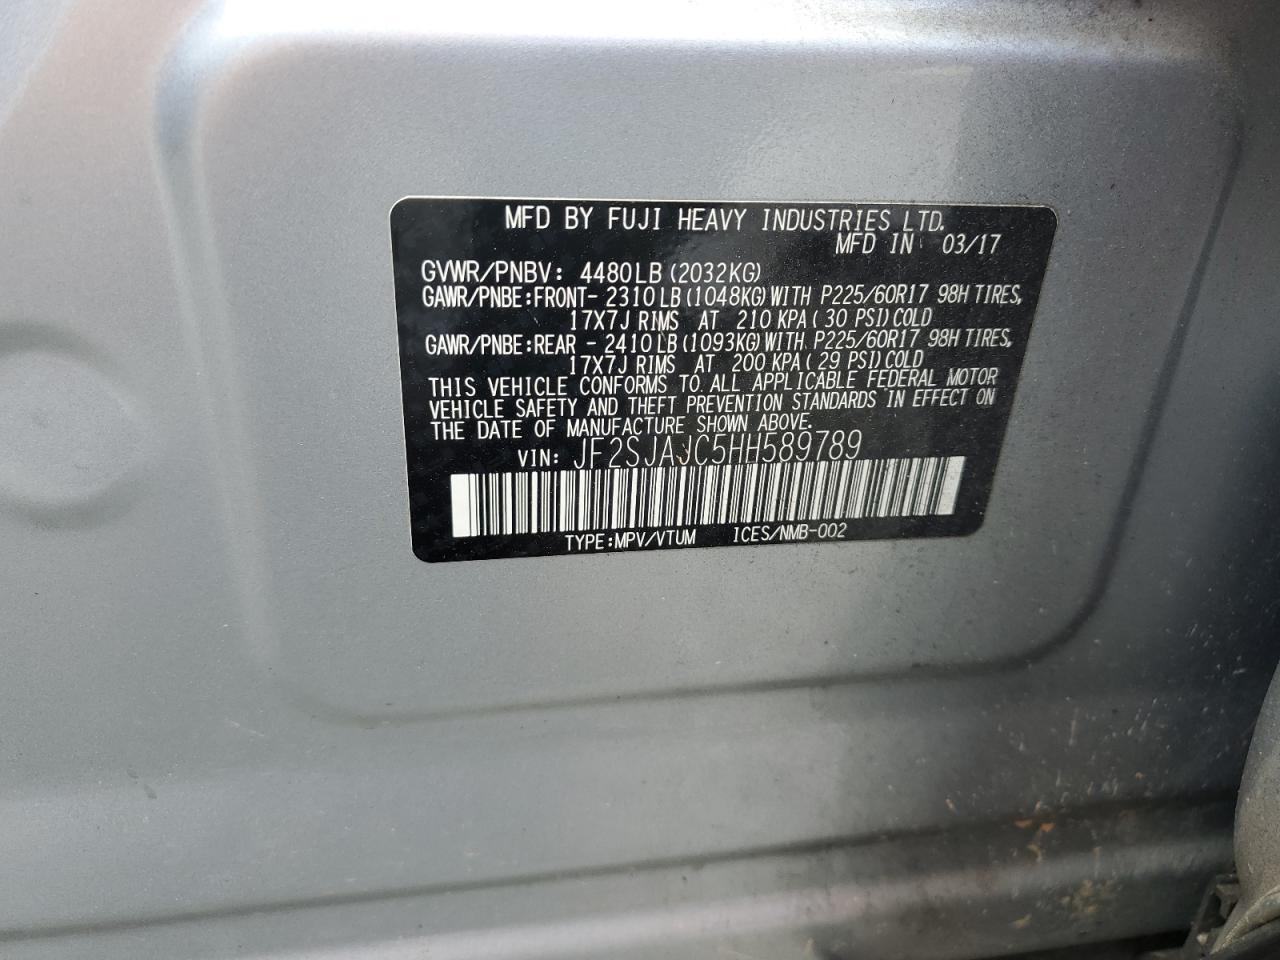 MFD BY FUJI HEAVY INDUSTRIES LTD.
MFD IN 03/17
GVWR/PNBV: 4480LB (2032KG)
GAWR/PNBE:FRONT- 2310LB (1048KG) WITH P225/60R17 98H TIRES,
17X7J RIMS AT 210 KPA( 30 PSI) COLD
GAWR/PNBE:REAR - 2410LB (1093KG) WITH P225/60R17 98H TIRES,
17X7J RIMS AT 200 KPA( 29 PSI) COLD
THIS VEHICLE CONFORMS TO ALL APPLICABLE FEDERAL MOTOR
VEHICLE SAFETY AND THEFT PREVENTION STANDARDS IN EFFECT ON
THE DATE OF MANUFACTURE SHOWN ABOVE.
VIN: JF2SJAJC5HH589789
TYPE:MPV/VTUM ICES/NMB-002